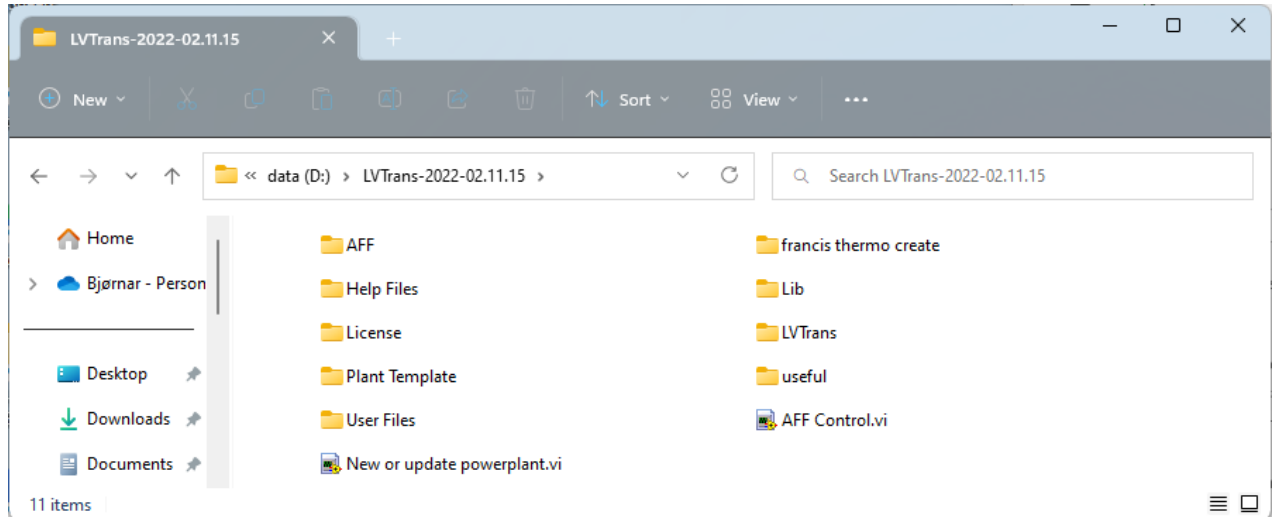 LVTrans-2022-02.11.15
New
Sort
View
« data (D:) > LVTrans-2022-02.11.15 >
Search LVTrans-2022-02.11.15
Home
Bjørnar - Person
Desktop
Downloads
Documents
AFF
francis thermo create
Help Files
Lib
License
LVTrans
Plant Template
useful
User Files
AFF Control.vi
New or update powerplant.vi
11 items